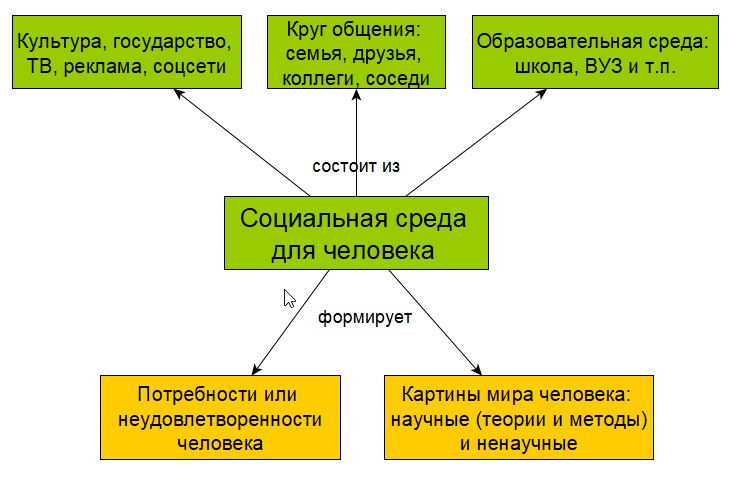 Культура, государство,
ТВ, реклама, соцсети
Круг общения:
семья, друзья,
коллеги, соседи
Образовательная среда:
школа, ВУЗ и т.п.
состоит из
Социальная среда
для человека
формирует
Потребности или
неудовлетворенности
человека
Картины мира человека:
научные (теории и методы)
и ненаучные